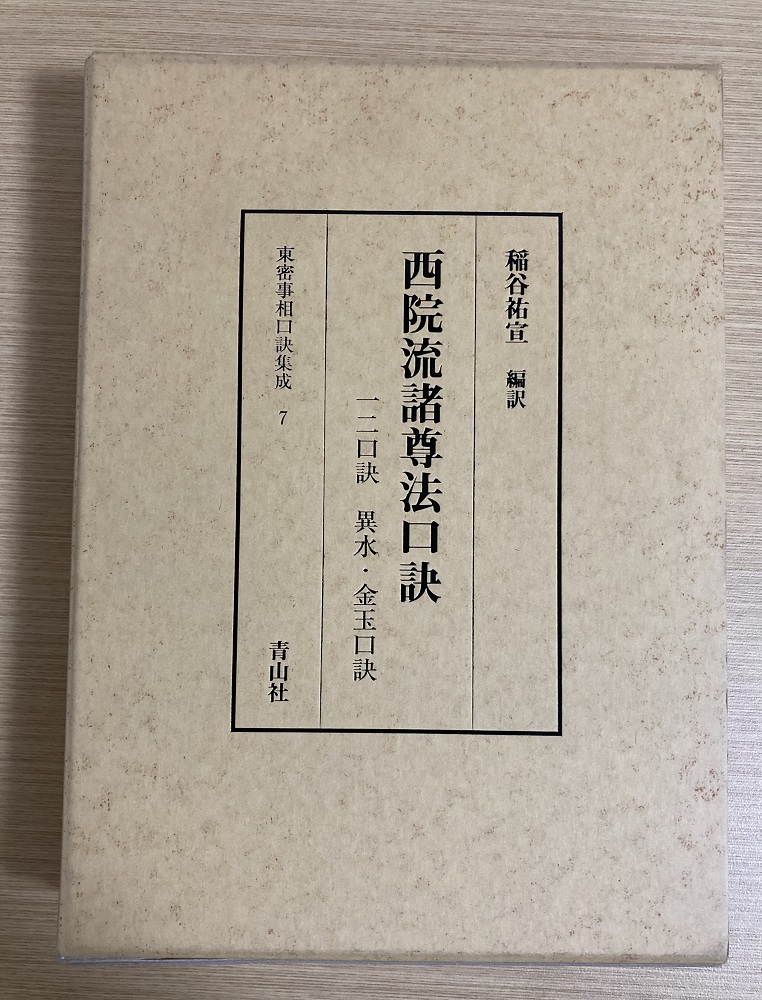 稲谷祐宣 編訳
西院流諸尊法口訣
一二口訣 異水・金玉口訣
東密事相口訣集成 7
青山社